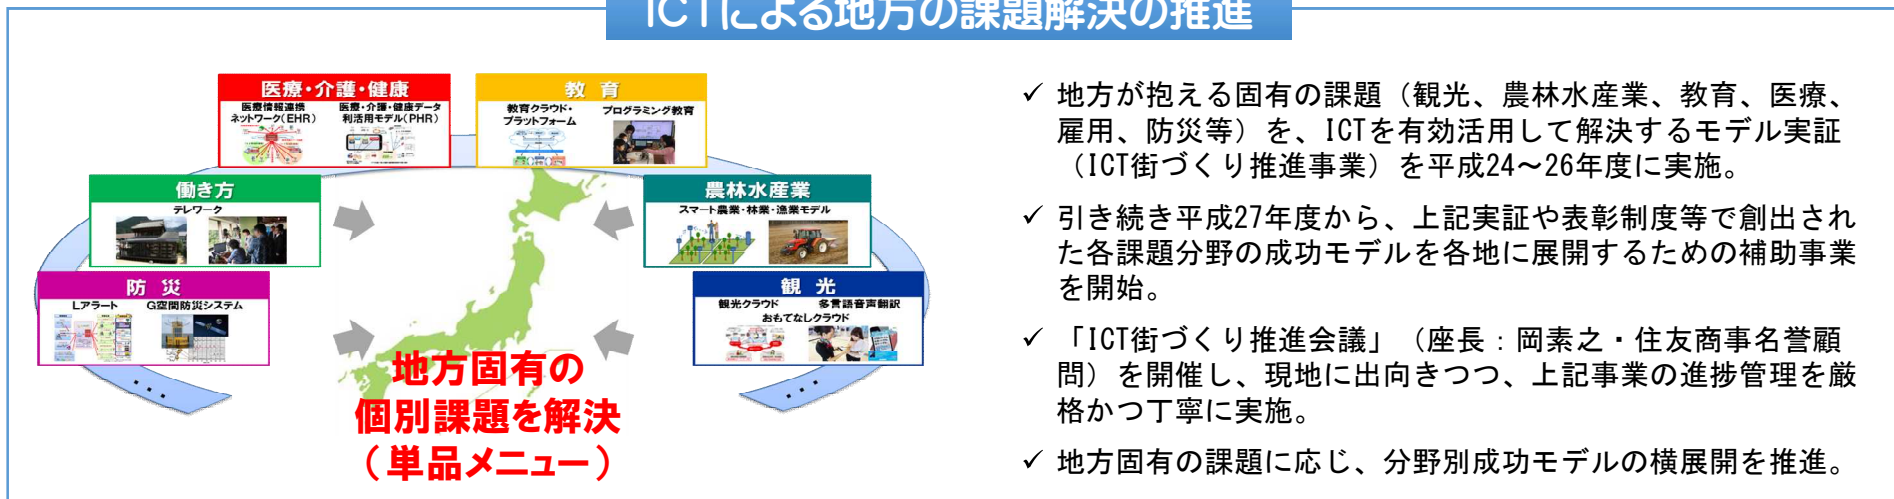 ICTによる地方の課題解決の推進
医療・介護・健康
医療情報連携
ネットワーク(EHR)
医療・介護・健康データ
利活用モデル(PHR)
教 育
教育クラウド・
プラットフォーム
プログラミング教育
働き方
テレワーク
農林水産業
スマート農業・林業・漁業モデル
防 災
Lアラート
G空間防災システム
観 光
観光クラウド
多言語音声翻訳
おもてなしクラウド
・・・
・・・
地方固有の
個別課題を解決
（単品メニュー）
✓ 地方が抱える固有の課題（観光、農林水産業、教育、医療、
雇用、防災等）を、ICTを有効活用して解決するモデル実証
（ICT街づくり推進事業）を平成24～26年度に実施。
✓ 引き続き平成27年度から、上記実証や表彰制度等で創出され
た各課題分野の成功モデルを各地に展開するための補助事業
を開始。
✓ 「ICT街づくり推進会議」（座長：岡素之・住友商事名誉顧
問）を開催し、現地に出向きつつ、上記事業の進捗管理を厳
格かつ丁寧に実施。
✓ 地方固有の課題に応じ、分野別成功モデルの横展開を推進。